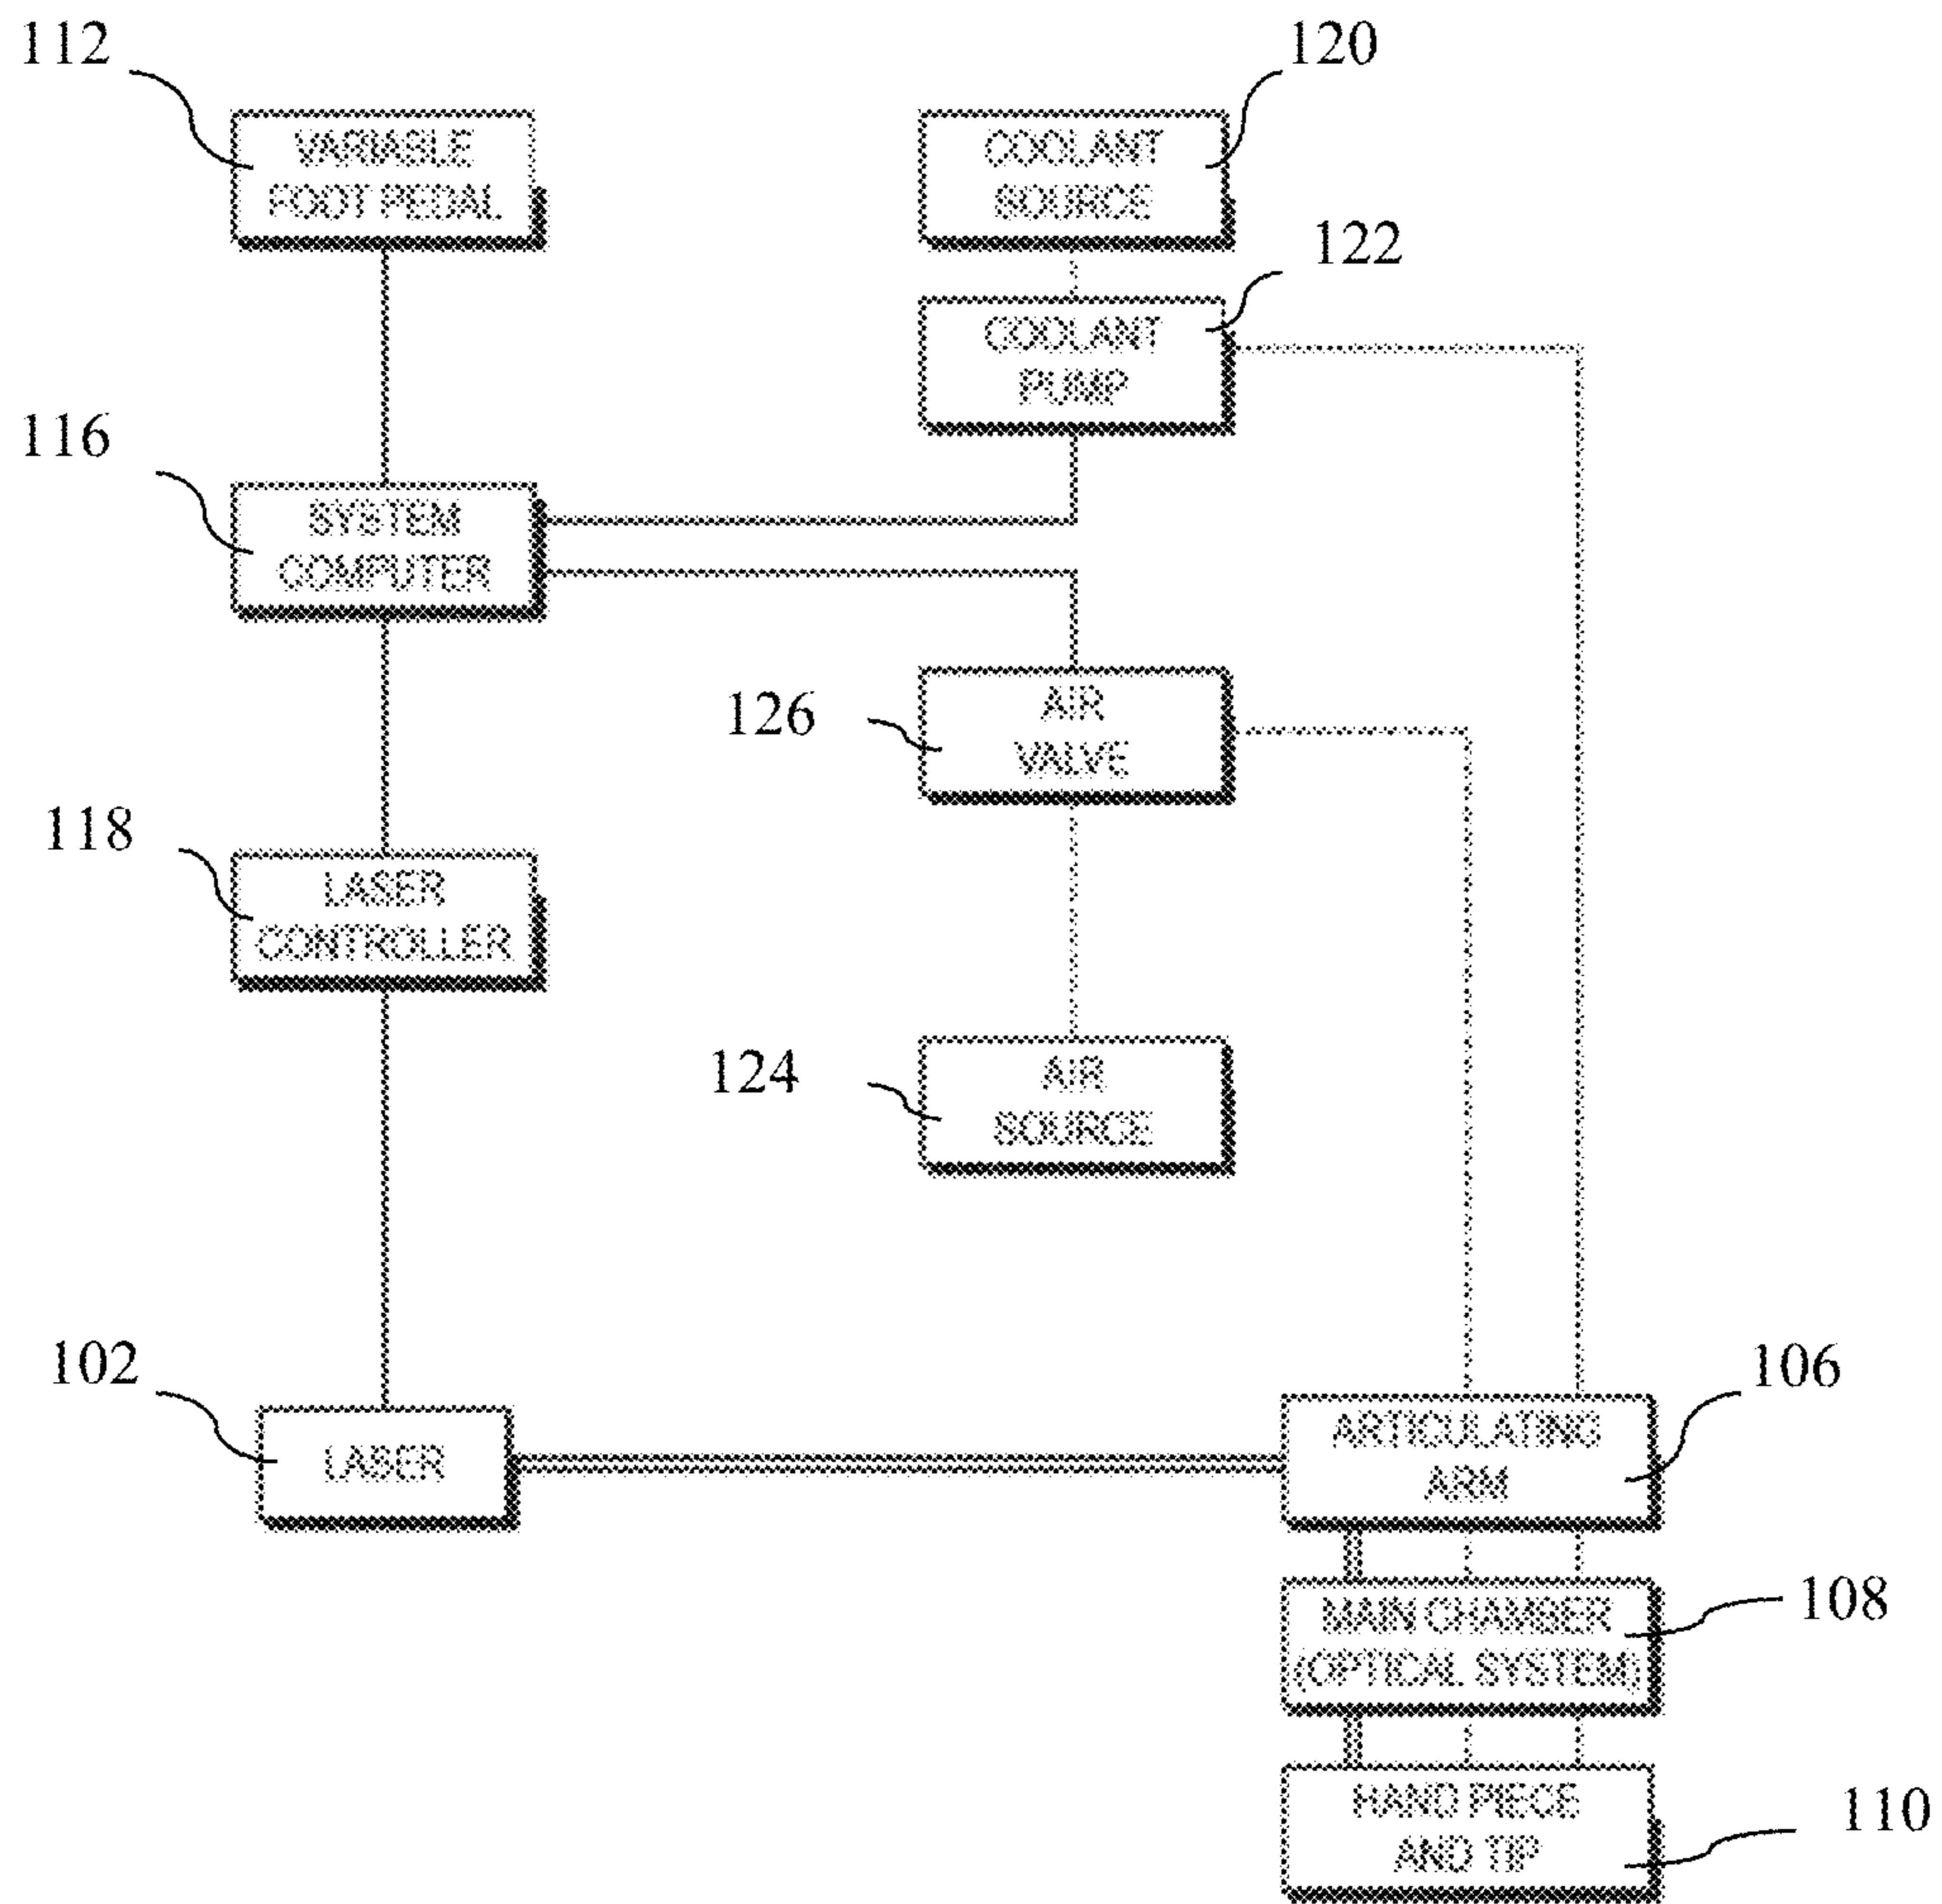 112
120
VARIABLE
FOOT PEDAL
COOLANT
SOURCE
122
COOLANT
PUMP
116
SYSTEM
COMPUTER
126
AIR
VALVE
118
LASER
CONTROLLER
124
AIR
SOURCE
102
106
LASER
ARTICULATING
ARM
108
MAIN CHAMBER
(OPTICAL SYSTEM)
110
HAND PIECE
AND TIP